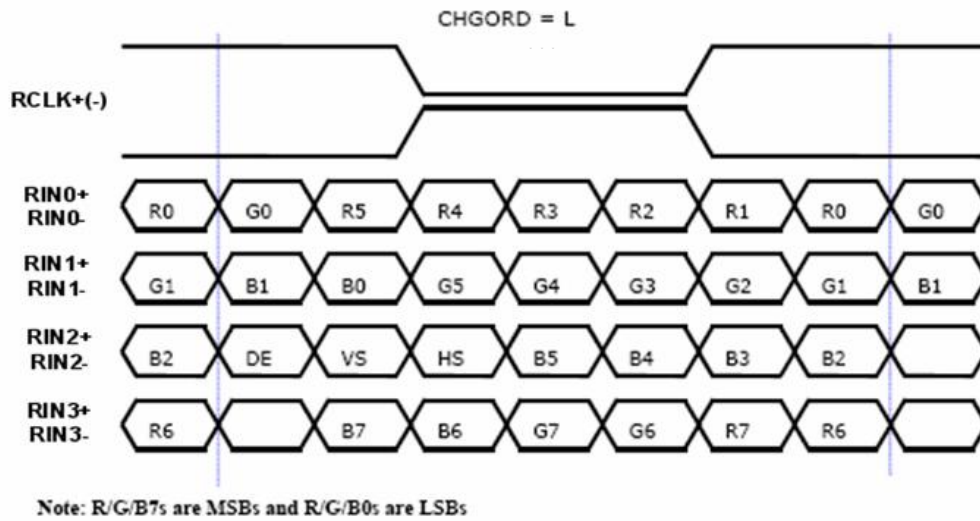 CHGORD = L
RCLK+(-)
RIN0+
RIN0-
R0 G0 R5 R4 R3 R2 R1 R0 G0
RIN1+
RIN1-
G1 B1 B0 G5 G4 G3 G2 G1 B1
RIN2+
RIN2-
B2 DE VS HS B5 B4 B3 B2
RIN3+
RIN3-
R6 B7 B6 G7 G6 R7 R6
Note: R/G/B7s are MSBs and R/G/B0s are LSBs